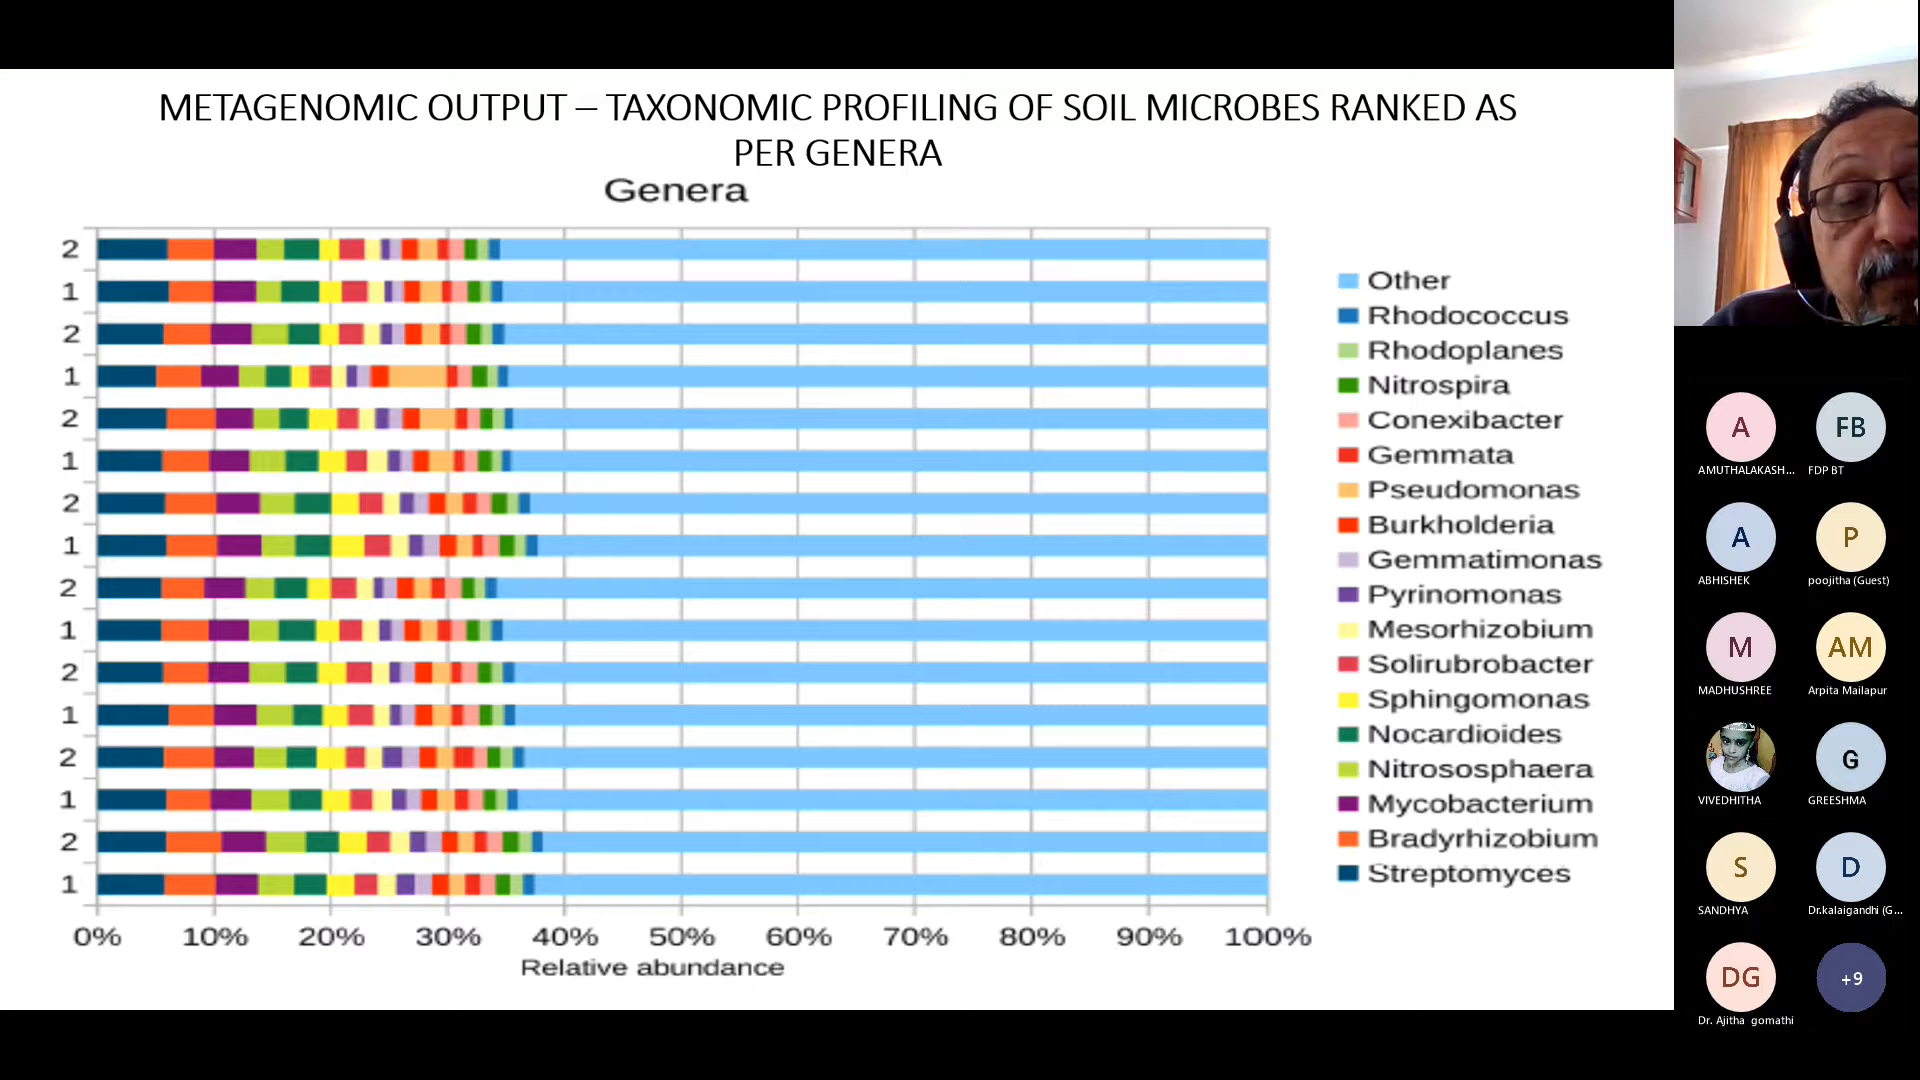 METAGENOMIC OUTPUT – TAXONOMIC PROFILING OF SOIL MICROBES RANKED AS
PER GENERA
Genera
2
1
2
1
2
1
2
1
2
1
2
1
2
1
2
1
0% 10% 20% 30% 40% 50% 60% 70% 80% 90% 100%
Relative abundance
Other
Rhodococcus
Rhodoplanes
Nitrospira
Conexibacter
Gemmata
Pseudomonas
Burkholderia
Gemmatimonas
Pyrinomonas
Mesorhizobium
Solirubrobacter
Sphingomonas
Nocardioides
Nitrososphaera
Mycobacterium
Bradyrhizobium
Streptomyces
A FB
AMUTHALAKASH... FDP BT
A P
ABHISHEK poojitha (Guest)
M AM
MADHUSHREE Arpita Mailapur
G
VIVEDHITHA GREESHMA
S D
SANDHYA Dr.kalaigandhi (G...
DG +9
Dr. Ajitha gomathi